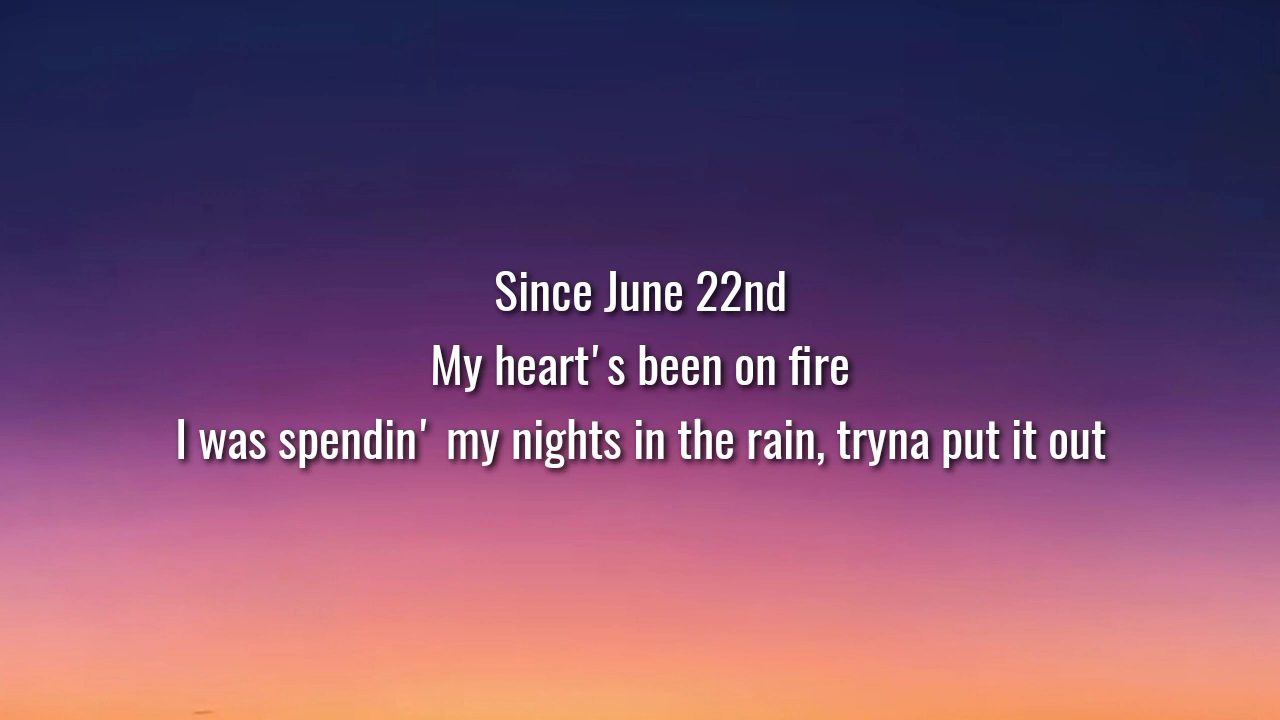 Since June 22nd
My heart's been on fire
I was spendin' my nights in the rain, tryna put it out